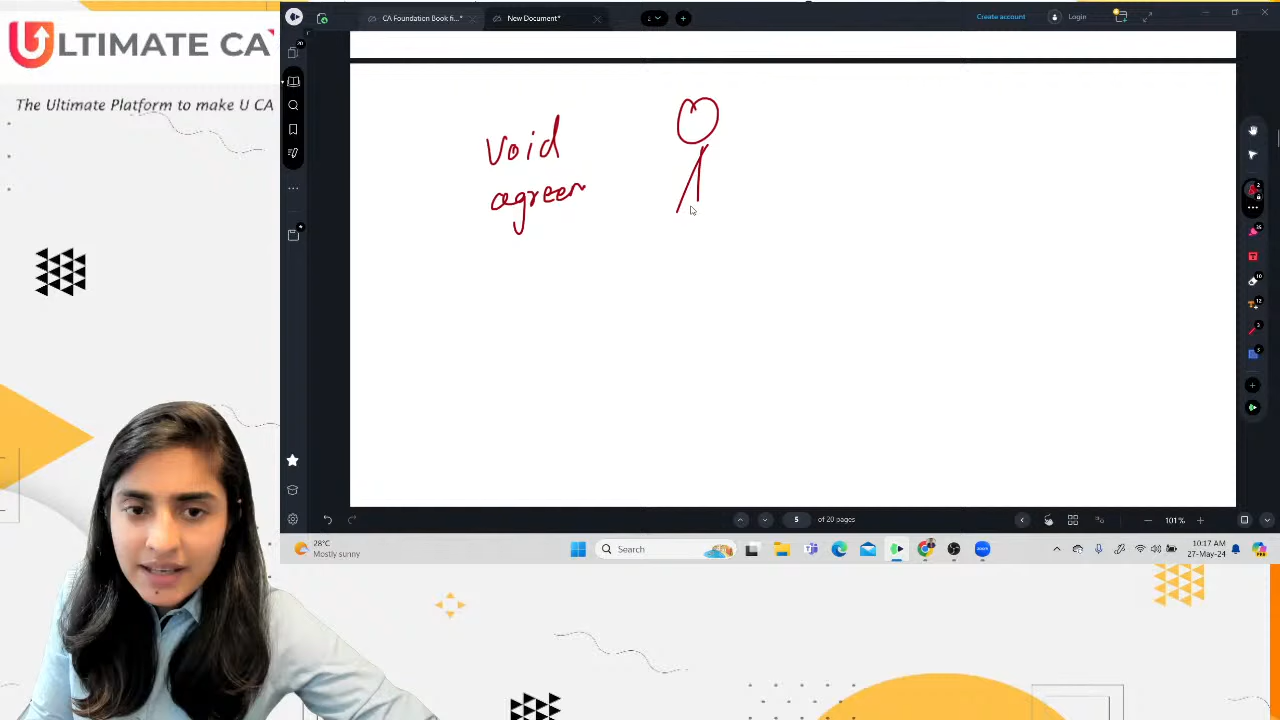 ULTIMATE CA
The Ultimate Platform to make U CA
CA Foundation Book fi...*
New Document*
Create account
Login
Void
agreem
5
of 20 pages
101%
28°C
Mostly sunny
Search
10:17 AM
27-May-24